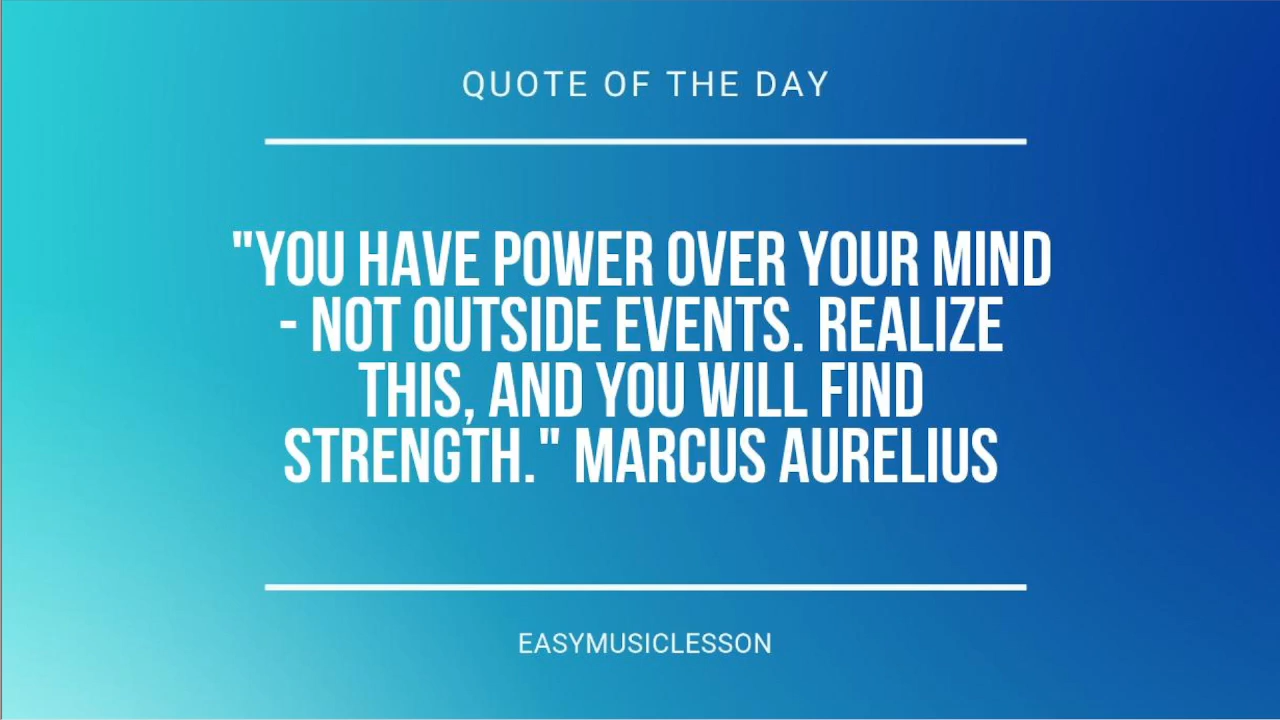 QUOTE OF THE DAY
"YOU HAVE POWER OVER YOUR MIND
- NOT OUTSIDE EVENTS. REALIZE
THIS, AND YOU WILL FIND
STRENGTH." MARCUS AURELIUS
EASYMUSICLESSON